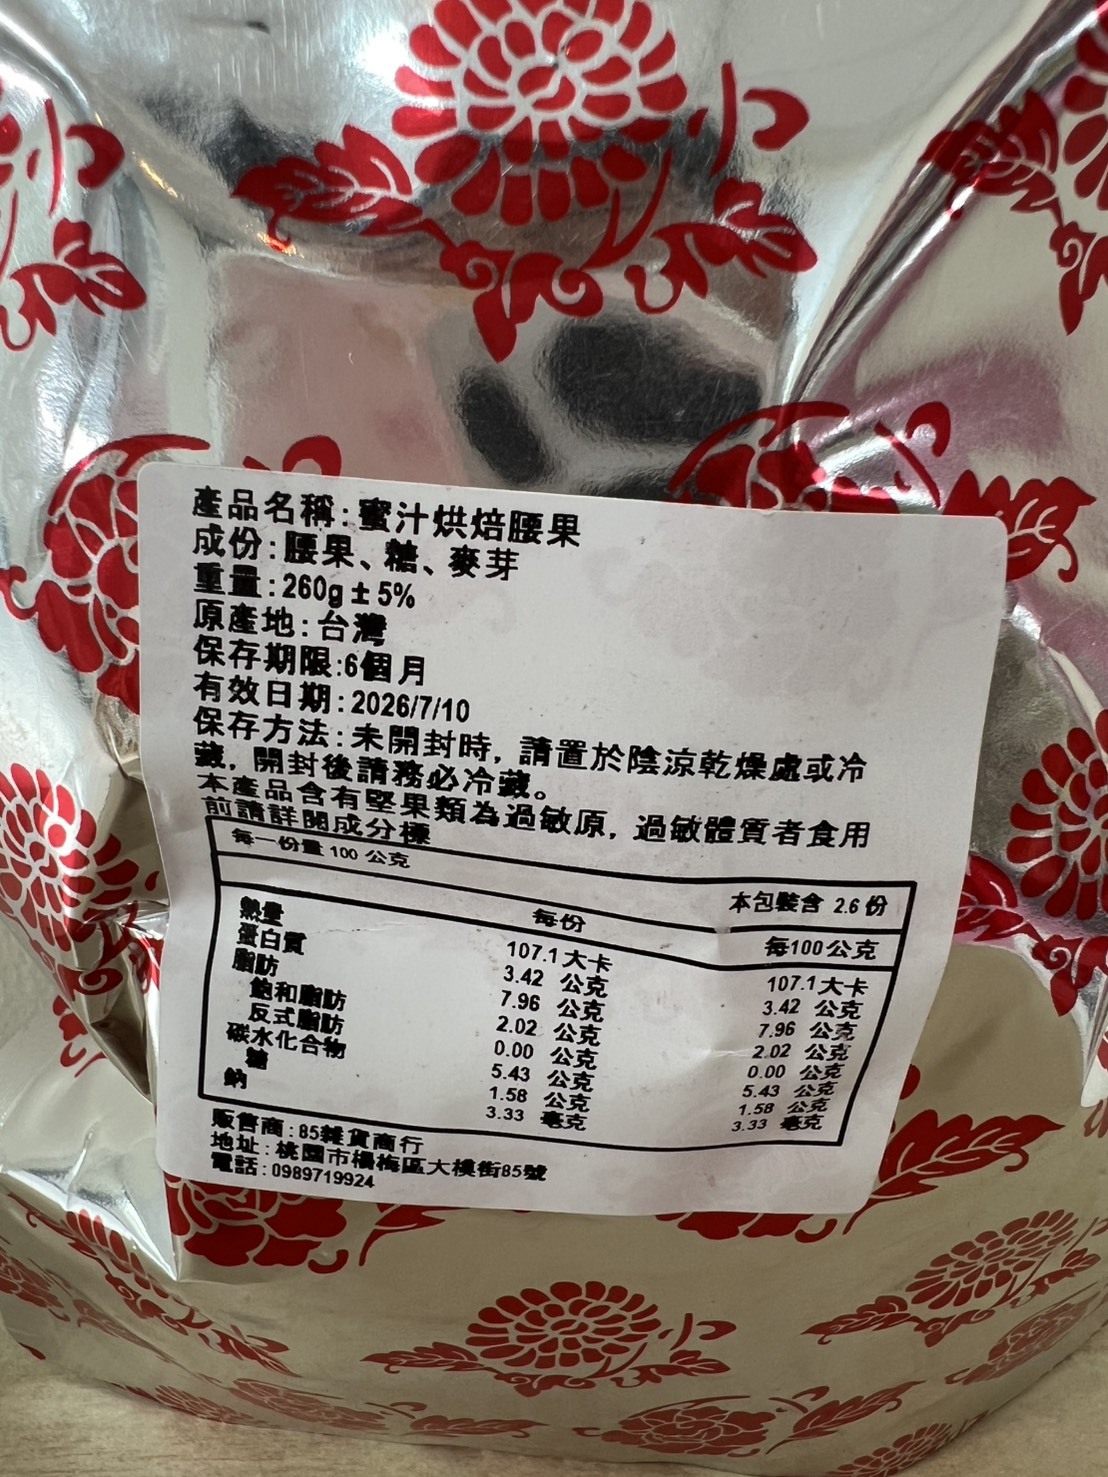 產品名稱:蜜汁烘焙腰果
成份:腰果、糖、麥芽
重量:260g±5%
原產地:台灣
保存期限:6個月
有效日期:2026/7/10
保存方法:未開封時，請置於陰涼乾燥處或冷
藏，開封後請務必冷藏。
本產品含有堅果類為過敏原，過敏體質者食用
前請詳閱成分標
每一份量 100 公克
本包裝含 2.6 份
每份 每100公克
熱量 107.1大卡 107.1大卡
蛋白質 3.42 公克 3.42 公克
脂肪 7.96 公克 7.96 公克
飽和脂肪 2.02 公克 2.02 公克
反式脂肪 0.00 公克 0.00 公克
碳水化合物 5.43 公克 5.43 公克
糖 1.58 公克 1.58 公克
鈉 3.33 毫克 3.33 毫克
販售商:85雜貨商行
地址:桃園市楊梅區大模街85號
電話:0989719924